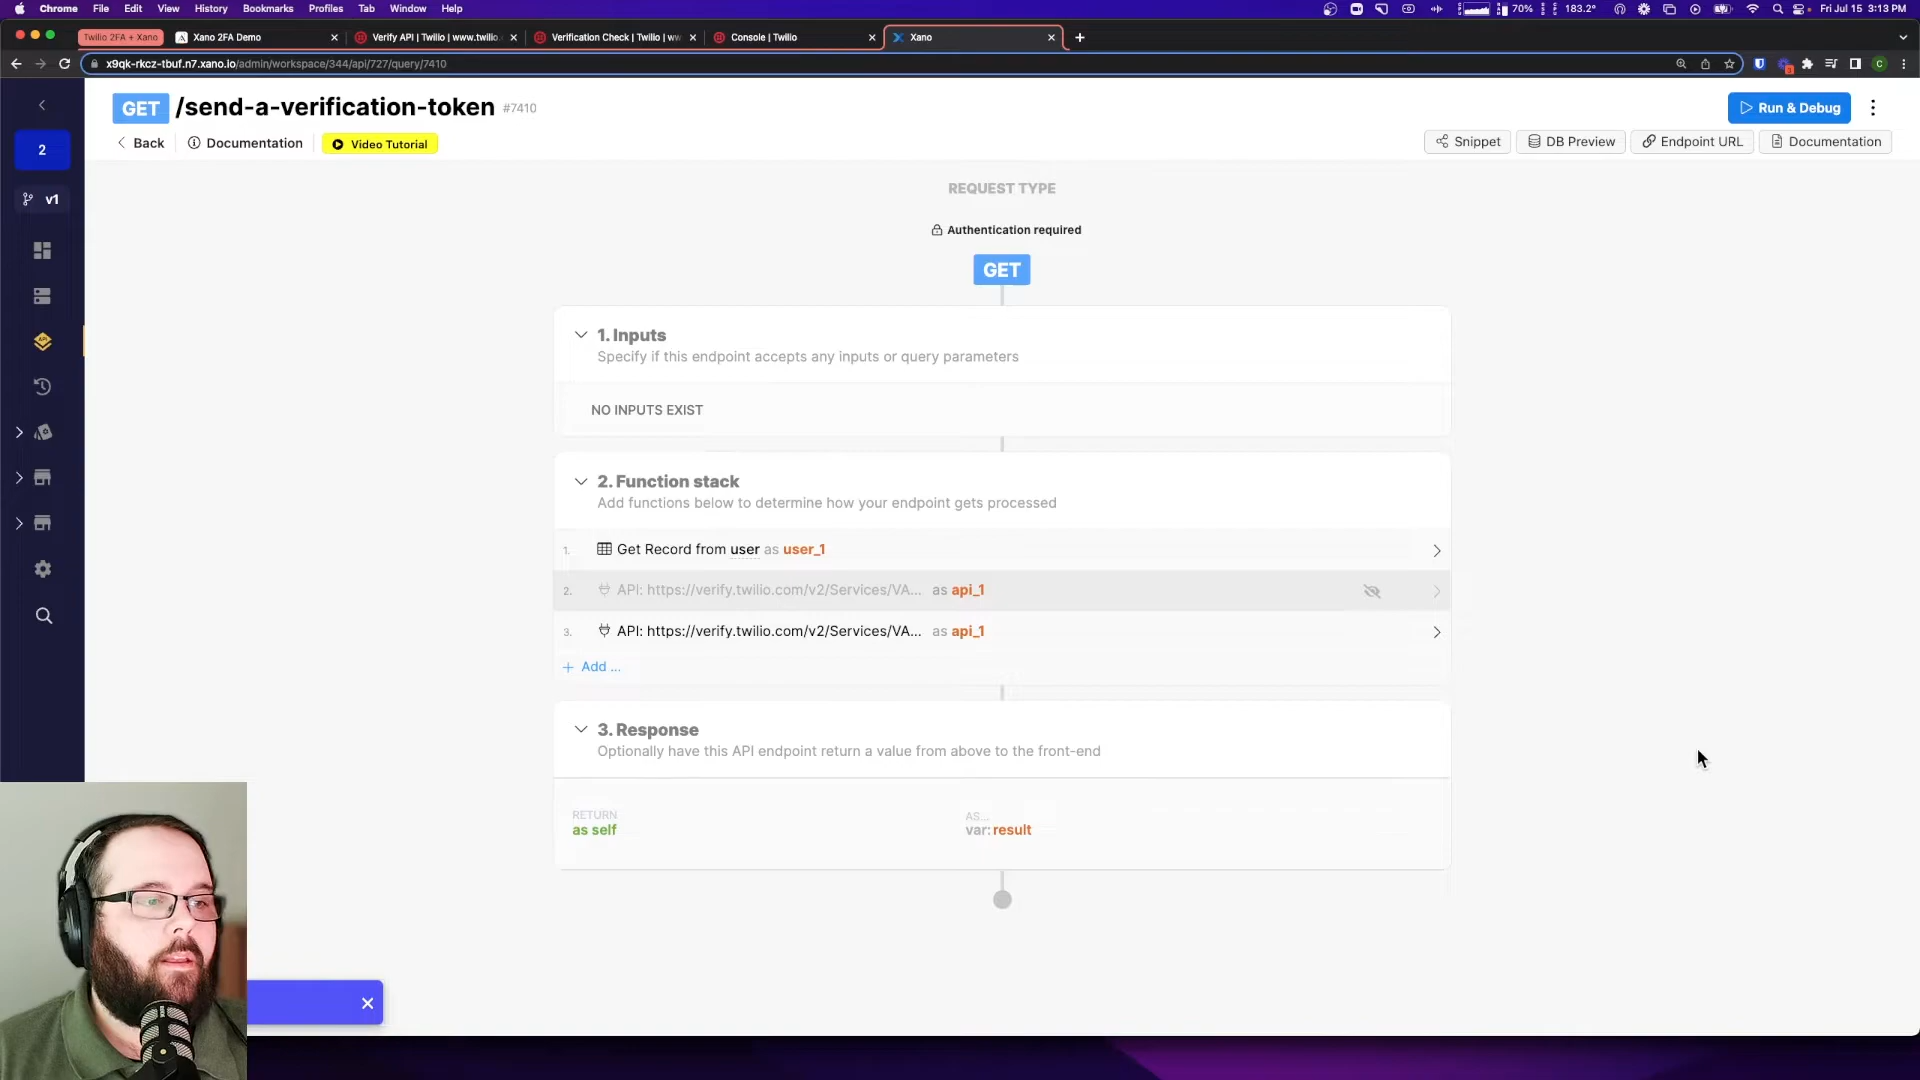 Chrome File Edit View History Bookmarks Profiles Tab Window Help
70% 183.2° Fri Jul 15 3:13 PM
Twilio 2FA + Xano
Xano 2FA Demo
Verify API | Twilio | www.twilio.
Verification Check | Twilio | ww
Console | Twilio
Xano
x9qk-rkcz-tbuf.n7.xano.io/admin/workspace/344/api/727/query/7410
2
v1
GET /send-a-verification-token #7410
Run & Debug
Back
Documentation
Video Tutorial
Snippet
DB Preview
Endpoint URL
Documentation
REQUEST TYPE
Authentication required
GET
1. Inputs
Specify if this endpoint accepts any inputs or query parameters
NO INPUTS EXIST
2. Function stack
Add functions below to determine how your endpoint gets processed
1. Get Record from user as user_1
2. API: https://verify.twilio.com/v2/Services/VA... as api_1
3. API: https://verify.twilio.com/v2/Services/VA... as api_1
+ Add ...
3. Response
Optionally have this API endpoint return a value from above to the front-end
RETURN
as self
AS...
var: result